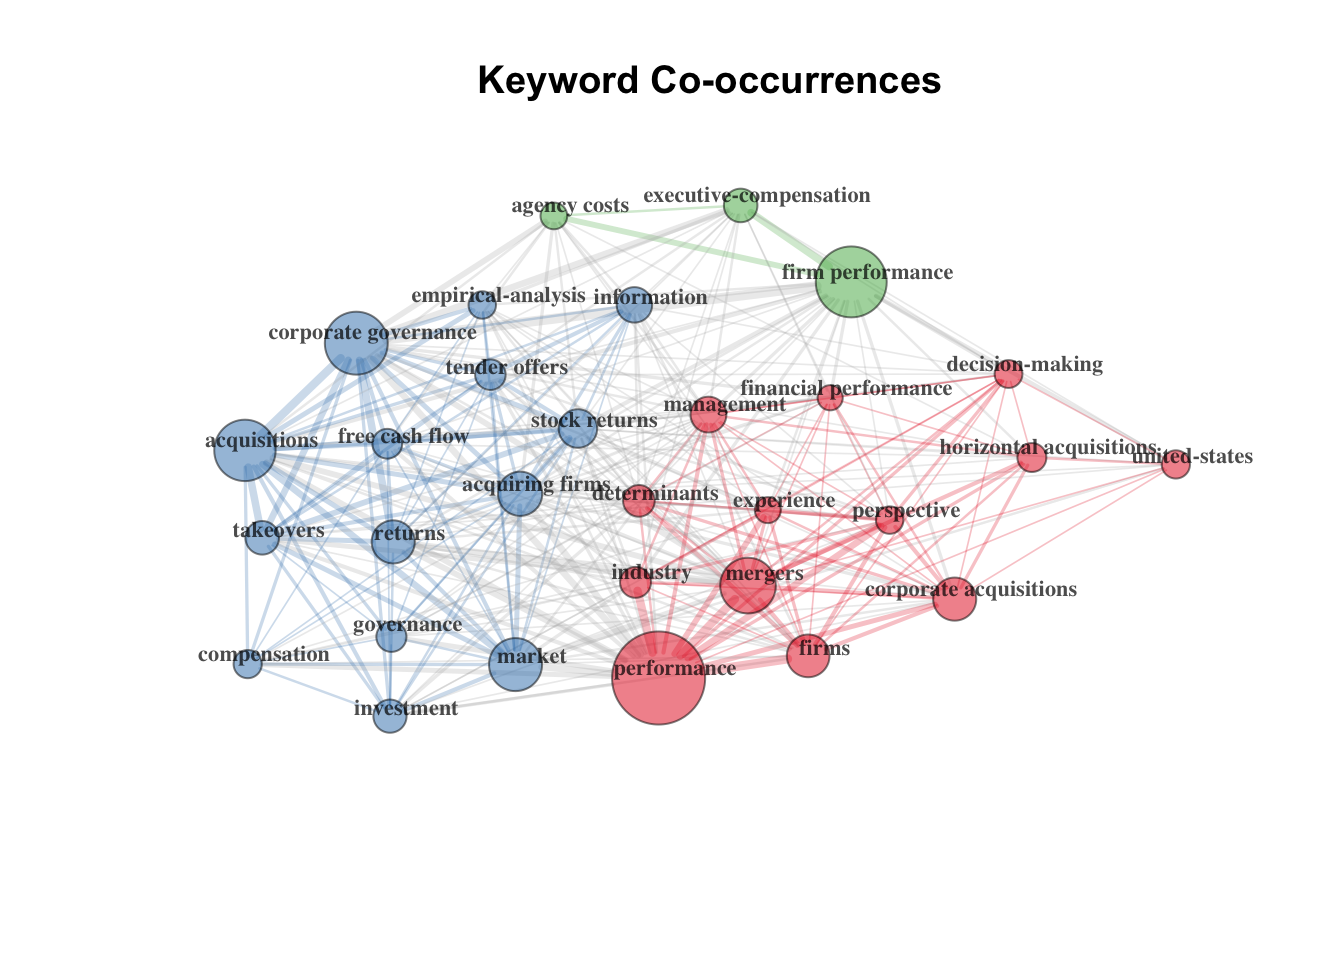 Keyword Co-occurrences
executive-compensation
agency costs
firm performance
empirical-analysis
information
corporate governance
tender offers
decision-making
financial performance
management
stock returns
free cash flow
acquisitions
horizontal acquisitions
united-states
acquiring firms
determinants
experience
perspective
takeovers
returns
industry
mergers
corporate acquisitions
governance
compensation
market
firms
performance
investment